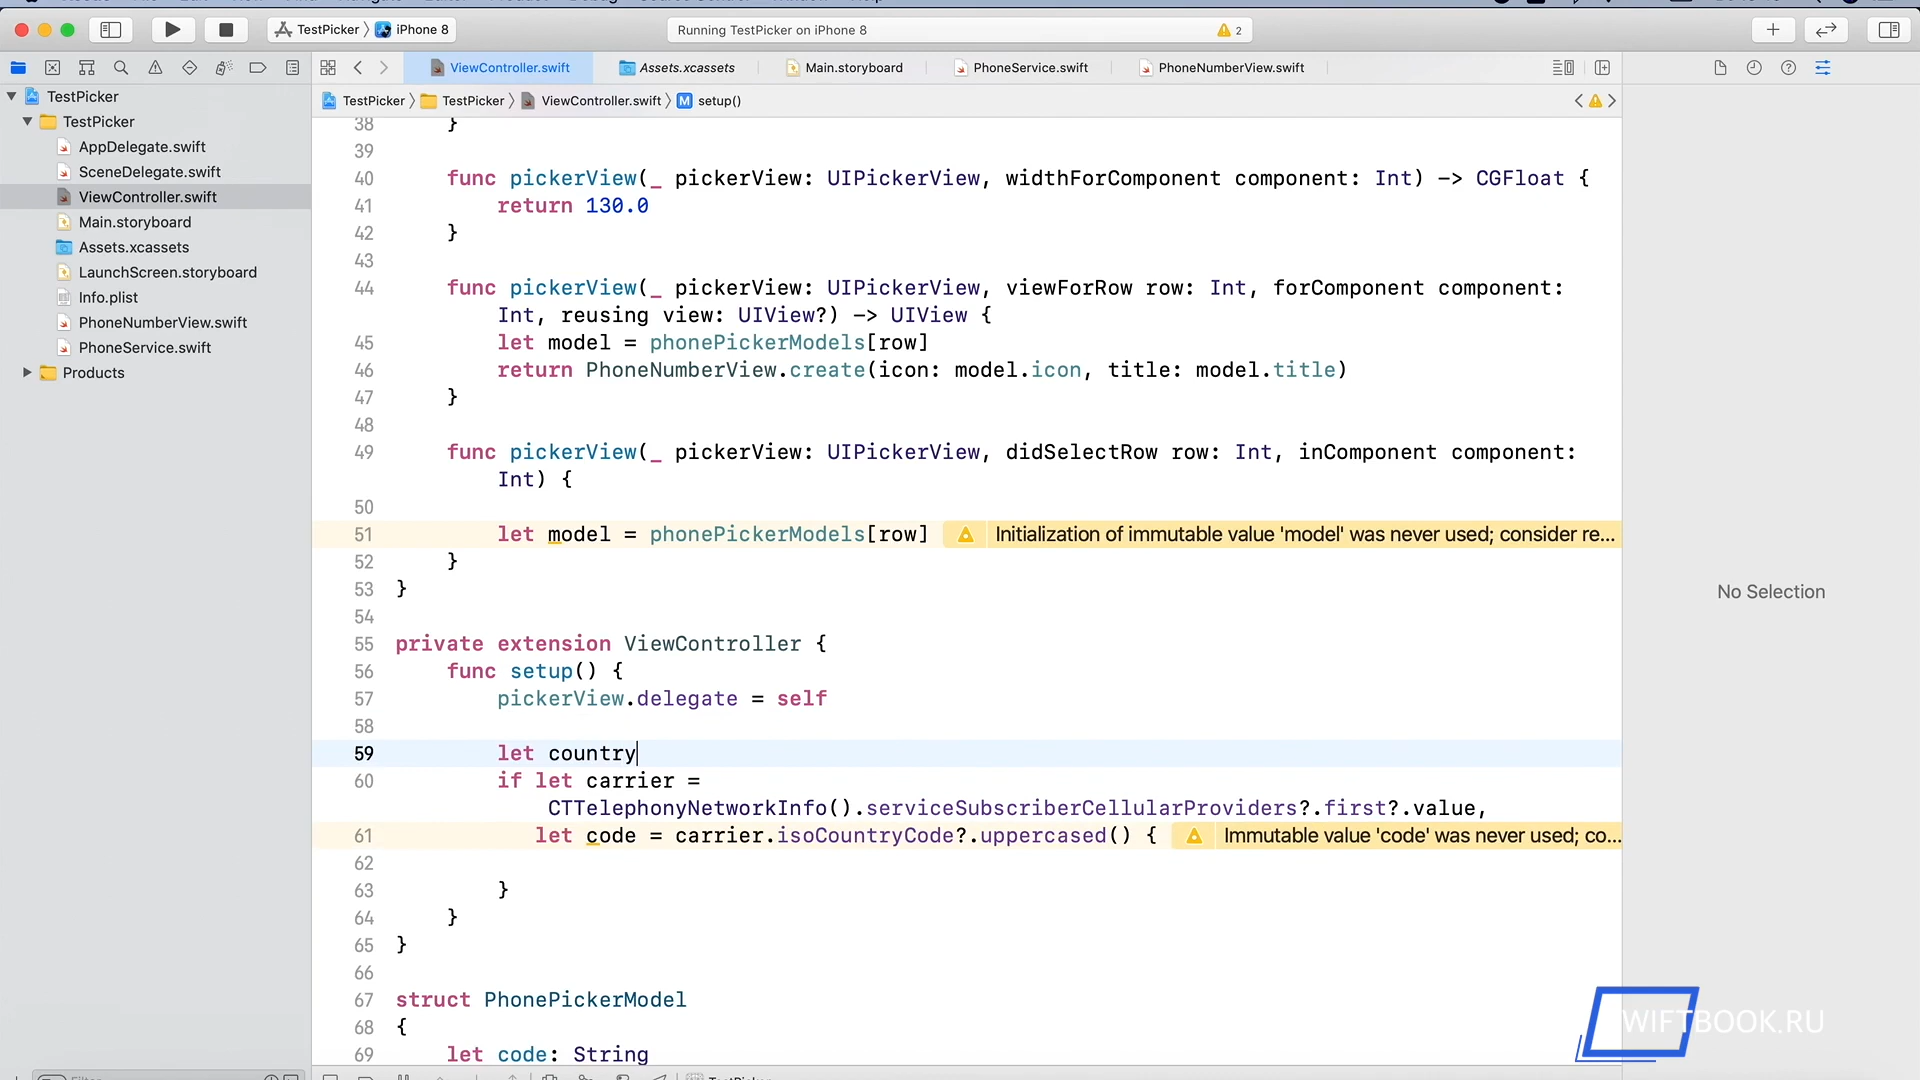 TestPicker
iPhone 8
Running TestPicker on iPhone 8
2
ViewController.swift
Assets.xcassets
Main.storyboard
PhoneService.swift
PhoneNumberView.swift
TestPicker
TestPicker
ViewController.swift
M
setup()
TestPicker
TestPicker
AppDelegate.swift
SceneDelegate.swift
ViewController.swift
Main.storyboard
Assets.xcassets
LaunchScreen.storyboard
Info.plist
PhoneNumberView.swift
PhoneService.swift
Products
38 }
39
40 func pickerView(_ pickerView: UIPickerView, widthForComponent component: Int) -> CGFloat {
41 return 130.0
42 }
43
44 func pickerView(_ pickerView: UIPickerView, viewForRow row: Int, forComponent component:
Int, reusing view: UIView?) -> UIView {
45 let model = phonePickerModels[row]
46 return PhoneNumberView.create(icon: model.icon, title: model.title)
47 }
48
49 func pickerView(_ pickerView: UIPickerView, didSelectRow row: Int, inComponent component:
Int) {
50
51 let model = phonePickerModels[row] Initialization of immutable value 'model' was never used; consider re...
52 }
53 }
54
55 private extension ViewController {
56 func setup() {
57 pickerView.delegate = self
58
59 let country
60 if let carrier =
CTTelephonyNetworkInfo().serviceSubscriberCellularProviders?.first?.value,
61 let code = carrier.isoCountryCode?.uppercased() { Immutable value 'code' was never used; co...
62
63 }
64 }
65 }
66
67 struct PhonePickerModel
68 {
69 let code: String
No Selection
WIFTBOOK.RU